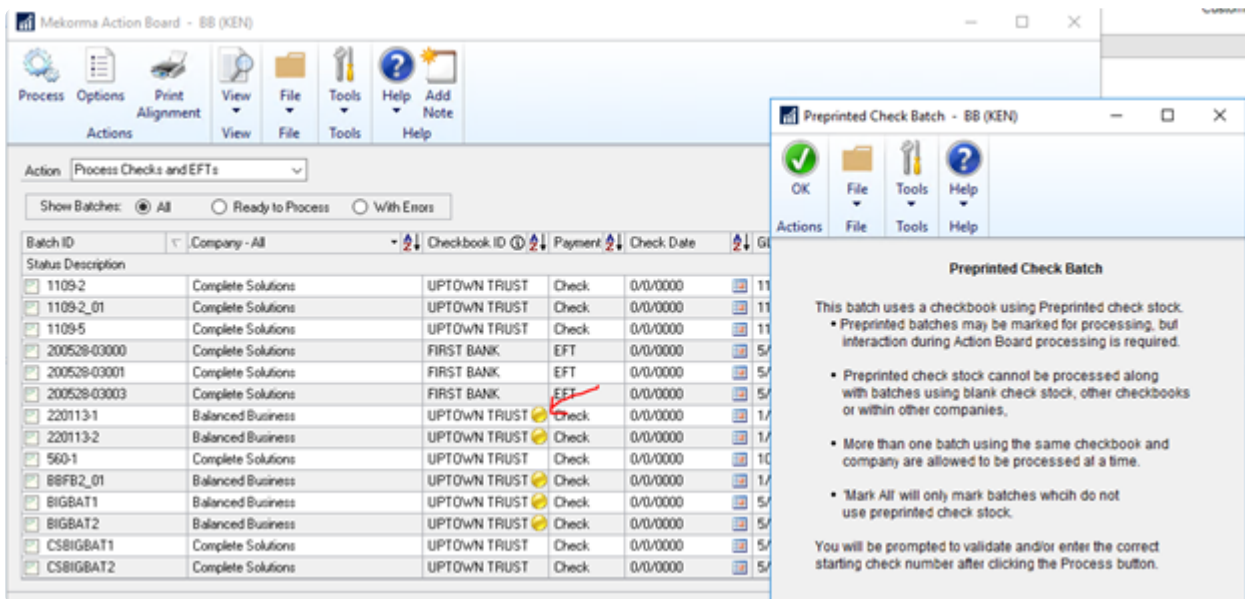 Mekorma Action Board - BB (KEN)
Process Options Print Alignment View File Tools Help Add Note
Actions View File Tools Help
Action Process Checks and EFTs
Show Batches: All Ready to Process With Errors
Batch ID Company - All Checkbook ID Payment Check Date
Status Description
1109-2 Complete Solutions UPTOWN TRUST Check 0/0/0000 11
1109-2_01 Complete Solutions UPTOWN TRUST Check 0/0/0000 11
1109-5 Complete Solutions UPTOWN TRUST Check 0/0/0000 11
200528-03000 Complete Solutions FIRST BANK EFT 0/0/0000 5/
200528-03001 Complete Solutions FIRST BANK EFT 0/0/0000 5/
200528-03003 Complete Solutions FIRST BANK EFT 0/0/0000 5/
220113-1 Balanced Business UPTOWN TRUST Check 0/0/0000 1/
220113-2 Balanced Business UPTOWN TRUST Check 0/0/0000 1/
560-1 Complete Solutions UPTOWN TRUST Check 0/0/0000 10
BBFB2_01 Balanced Business UPTOWN TRUST Check 0/0/0000 1/
BIGBAT1 Balanced Business UPTOWN TRUST Check 0/0/0000 5/
BIGBAT2 Balanced Business UPTOWN TRUST Check 0/0/0000 5/
CSBIGBAT1 Complete Solutions UPTOWN TRUST Check 0/0/0000 5/
CSBIGBAT2 Complete Solutions UPTOWN TRUST Check 0/0/0000 5/
Preprinted Check Batch - BB (KEN)
OK File Tools Help
Actions File Tools Help
Preprinted Check Batch
This batch uses a checkbook using Preprinted check stock.
• Preprinted batches may be marked for processing, but
interaction during Action Board processing is required.
• Preprinted check stock cannot be processed along
with batches using blank check stock, other checkbooks
or within other companies,
• More than one batch using the same checkbook and
company are allowed to be processed at a time.
• 'Mark All' will only mark batches whcih do not
use preprinted check stock.
You will be prompted to validate and/or enter the correct
starting check number after clicking the Process button.